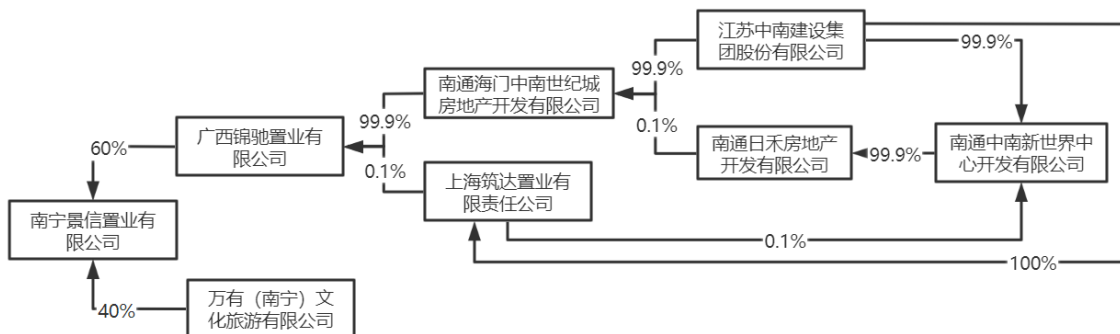 江苏中南建设集
团股份有限公司
99.9%
99.9%
南通海门中南世纪城
房地产开发有限公司
99.9%
0.1%
广西锦驰置业有
限公司
60%
0.1%
南通日禾房地产
开发有限公司
99.9%
南通中南新世界中
心开发有限公司
上海筑达置业有
限责任公司
南宁景信置业有
限公司
0.1%
100%
40%
万有（南宁）文
化旅游有限公司